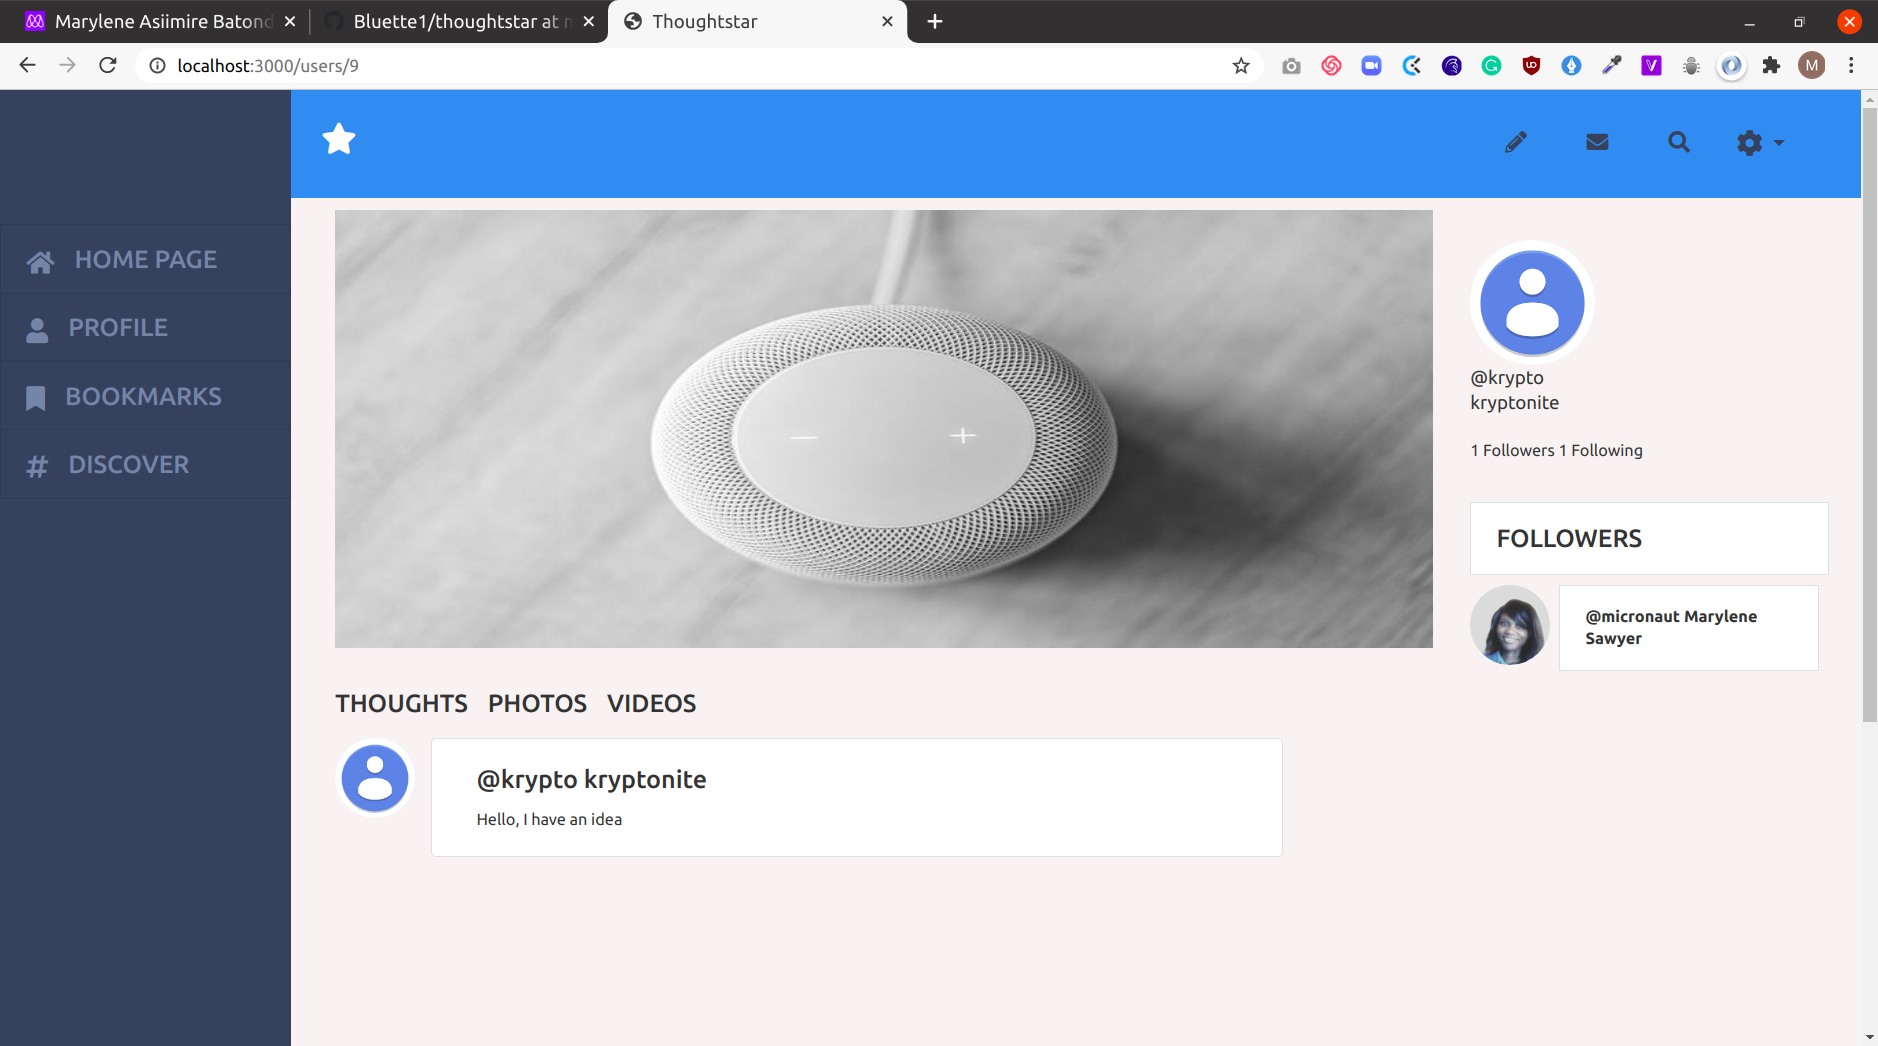 Marylene Asiimire Batond
Bluette1/thoughtstar at m
Thoughtstar
localhost:3000/users/9
M
HOME PAGE
PROFILE
BOOKMARKS
DISCOVER
@krypto
kryptonite
1 Followers 1 Following
FOLLOWERS
@micronaut Marylene
Sawyer
THOUGHTS PHOTOS VIDEOS
@krypto kryptonite
Hello, I have an idea